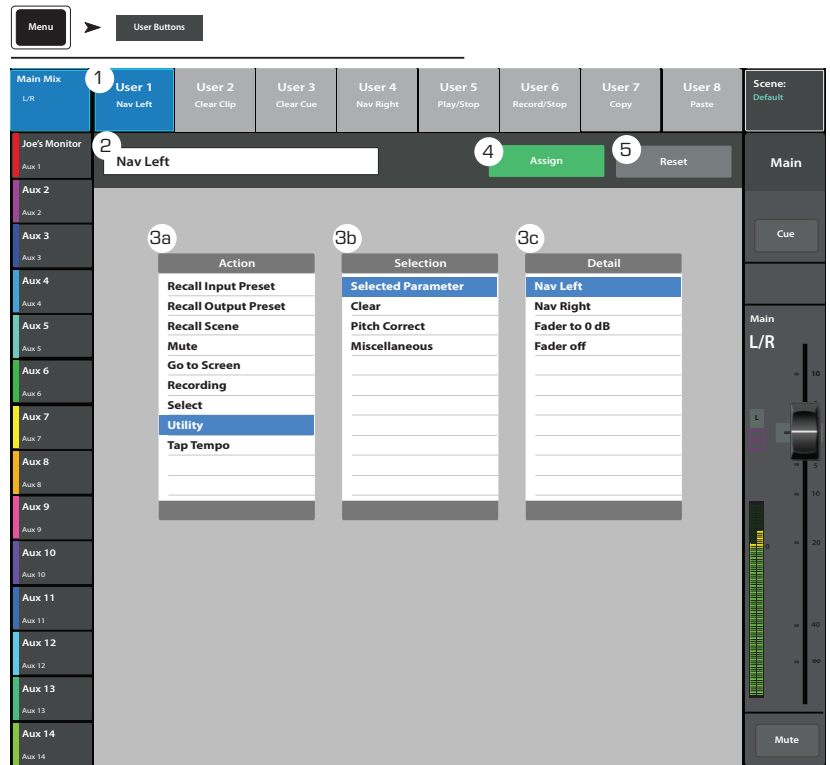 Menu
User Buttons
Main Mix
L/R
1
User 1
Nav Left
User 2
Clear Clip
User 3
Clear Cue
User 4
Nav Right
User 5
Play/Stop
User 6
Record/Stop
User 7
Copy
User 8
Paste
Scene:
Default
Joe's Monitor
Aux 1
2
Nav Left
4
Assign
5
Reset
Main
Aux 2
Aux 2
Aux 3
Aux 3
3a
3b
3c
Cue
Action
Selection
Detail
Recall Input Preset
Selected Parameter
Nav Left
Recall Output Preset
Clear
Nav Right
Recall Scene
Pitch Correct
Fader to 0 dB
Mute
Miscellaneous
Fader off
Go to Screen
Recording
Select
Utility
Tap Tempo
Aux 4
Aux 4
Aux 5
Aux 5
Aux 6
Aux 6
Aux 7
Aux 7
Aux 8
Aux 8
Aux 9
Aux 9
Aux 10
Aux 10
Aux 11
Aux 11
Aux 12
Aux 12
Aux 13
Aux 13
Aux 14
Aux 14
Main
L/R
10
L
5
10
20
40
∞
Mute